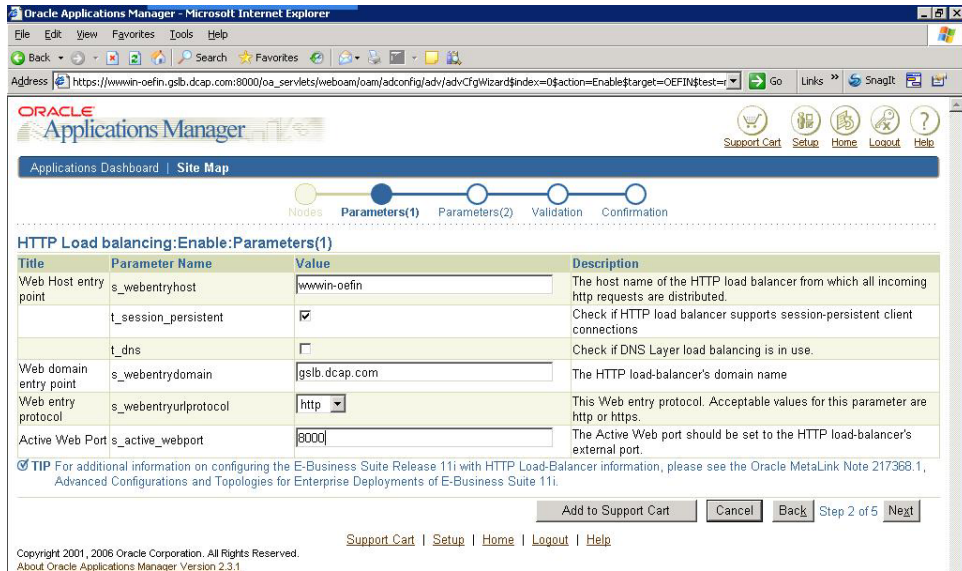 Oracle Applications Manager - Microsoft Internet Explorer
File Edit View Favorites Tools Help
Back Search Favorites
Address https://wwwin-oefin.gslb.dcap.com:8000/oa_servlets/weboam/oam/adconfig/adv/advCfgWizard$index=0$action=Enable$target=OEFIN$test=r Go Links » SnagIt
ORACLE
Applications Manager
Support Cart Setup Home Logout Help
Applications Dashboard | Site Map
Nodes Parameters(1) Parameters(2) Validation Confirmation
HTTP Load balancing:Enable:Parameters(1)
Title Parameter Name Value Description
Web Host entry point s_webentryhost wwwin-oefin The host name of the HTTP load balancer from which all incoming http requests are distributed.
t_session_persistent Check if HTTP load balancer supports session-persistent client connections
t_dns Check if DNS Layer load balancing is in use.
Web domain entry point s_webentrydomain gslb.dcap.com The HTTP load-balancer's domain name
Web entry protocol s_webentryurlprotocol http This Web entry protocol. Acceptable values for this parameter are http or https.
Active Web Port s_active_webport 8000 The Active Web port should be set to the HTTP load-balancer's external port.
TIP For additional information on configuring the E-Business Suite Release 11i with HTTP Load-Balancer information, please see the Oracle MetaLink Note 217368.1,
Advanced Configurations and Topologies for Enterprise Deployments of E-Business Suite 11i.
Add to Support Cart Cancel Back Step 2 of 5 Next
Support Cart | Setup | Home | Logout | Help
Copyright 2001, 2006 Oracle Corporation. All Rights Reserved.
About Oracle Applications Manager Version 2.3.1